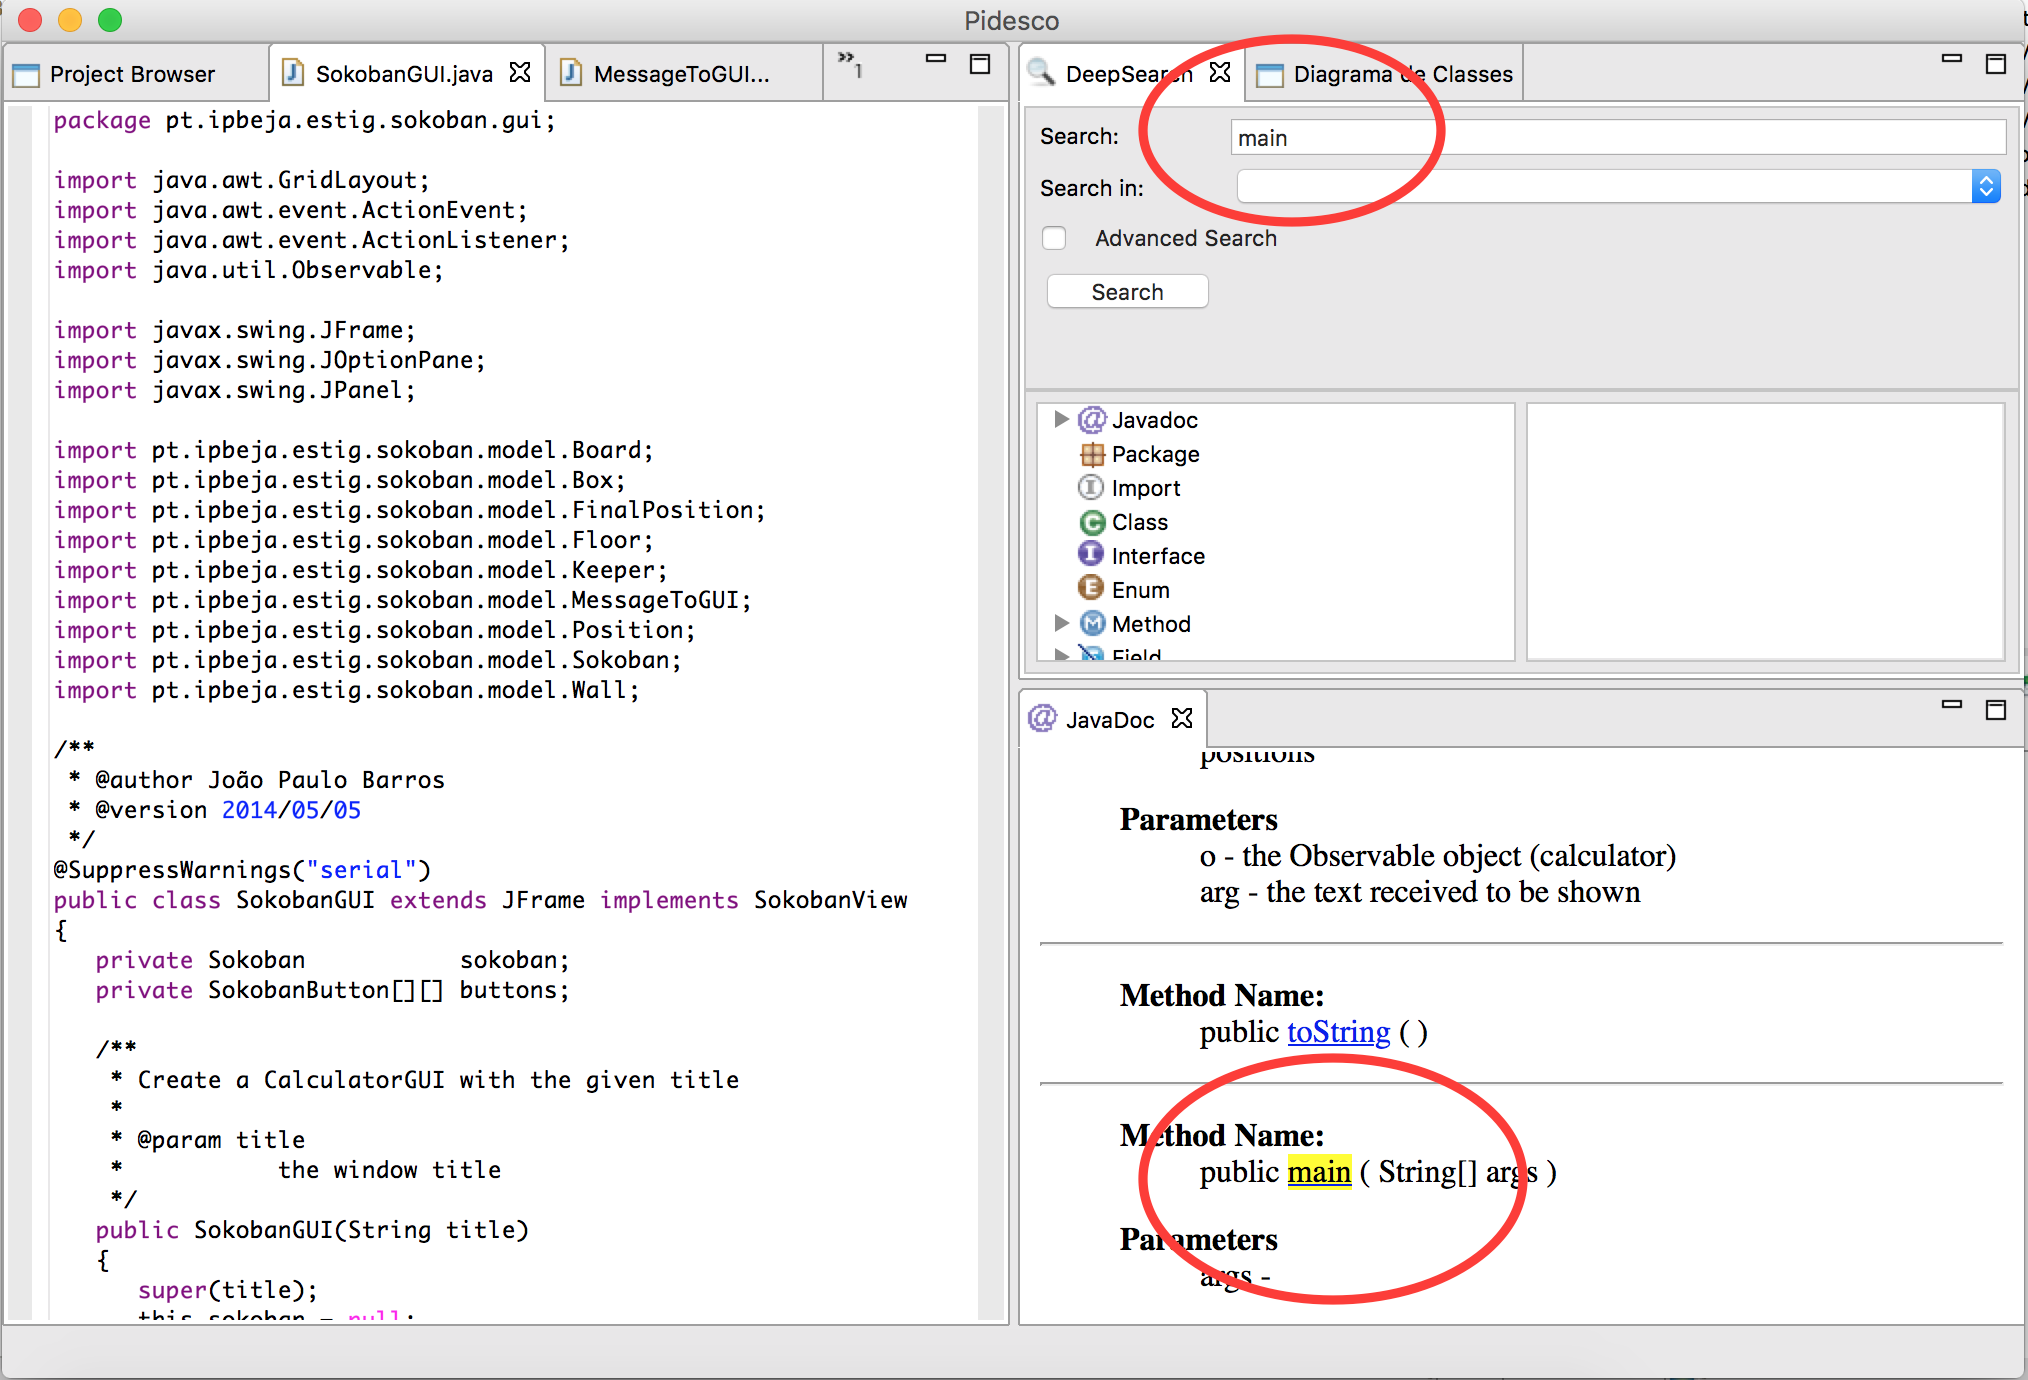 Pidesco
Project Browser
SokobanGUI.java
MessageToGUI...
»1
package pt.ipbeja.estig.sokoban.gui;
import java.awt.GridLayout;
import java.awt.event.ActionEvent;
import java.awt.event.ActionListener;
import java.util.Observable;
import javax.swing.JFrame;
import javax.swing.JOptionPane;
import javax.swing.JPanel;
import pt.ipbeja.estig.sokoban.model.Board;
import pt.ipbeja.estig.sokoban.model.Box;
import pt.ipbeja.estig.sokoban.model.FinalPosition;
import pt.ipbeja.estig.sokoban.model.Floor;
import pt.ipbeja.estig.sokoban.model.Keeper;
import pt.ipbeja.estig.sokoban.model.MessageToGUI;
import pt.ipbeja.estig.sokoban.model.Position;
import pt.ipbeja.estig.sokoban.model.Sokoban;
import pt.ipbeja.estig.sokoban.model.Wall;
/**
* @author João Paulo Barros
* @version 2014/05/05
*/
@SuppressWarnings("serial")
public class SokobanGUI extends JFrame implements SokobanView
{
private Sokoban sokoban;
private SokobanButton[][] buttons;
/**
* Create a CalculatorGUI with the given title
*
* @param title
* the window title
*/
public SokobanGUI(String title)
{
super(title);
this.sokoban = null;
DeepSearch
Diagrama de Classes
Search:
main
Search in:
Advanced Search
Search
Javadoc
Package
Import
Class
Interface
Enum
Method
Field
JavaDoc
positions
Parameters
o - the Observable object (calculator)
arg - the text received to be shown
Method Name:
public toString ( )
Method Name:
public main ( String[] args )
Parameters
args -